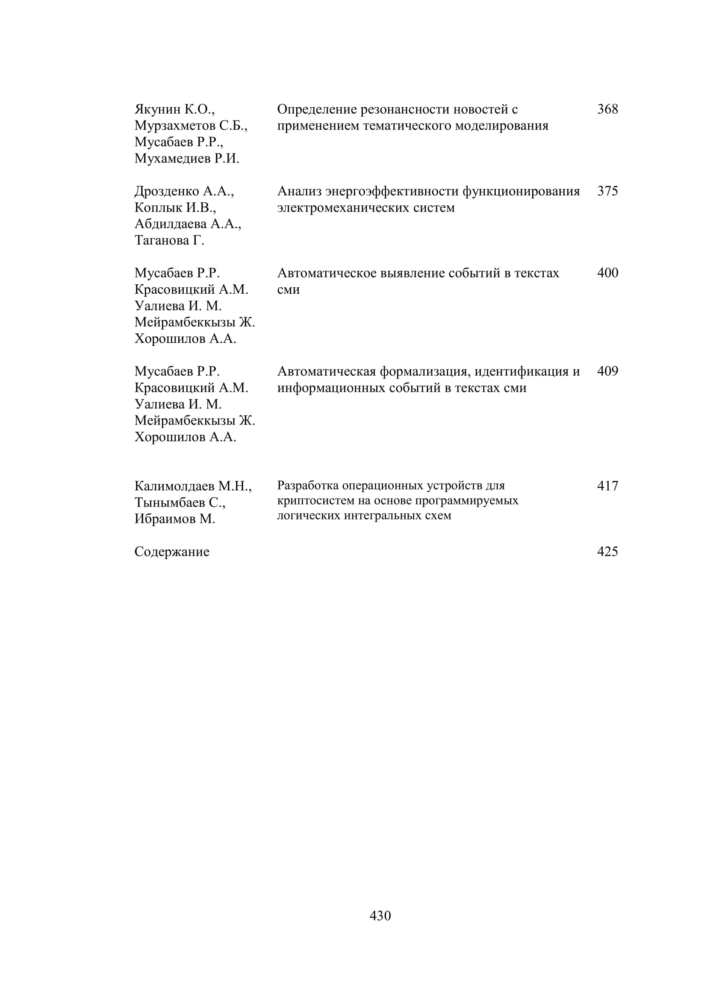 Якунин К.О., Определение резонансности новостей с 368
Мурзахметов С.Б., применением тематического моделирования
Мусабаев Р.Р.,
Мухамедиев Р.И.
Дрозденко А.А., Анализ энергоэффективности функционирования 375
Коплык И.В., электромеханических систем
Абдилдаева А.А.,
Таганова Г.
Мусабаев Р.Р. Автоматическое выявление событий в текстах 400
Красовицкий А.М. сми
Уалиева И. М.
Мейрамбеккызы Ж.
Хорошилов А.А.
Мусабаев Р.Р. Автоматическая формализация, идентификация и 409
Красовицкий А.М. информационных событий в текстах сми
Уалиева И. М.
Мейрамбеккызы Ж.
Хорошилов А.А.
Калимолдаев М.Н., Разработка операционных устройств для 417
Тынымбаев С., криптосистем на основе программируемых
Ибраимов М. логических интегральных схем
Содержание 425
430